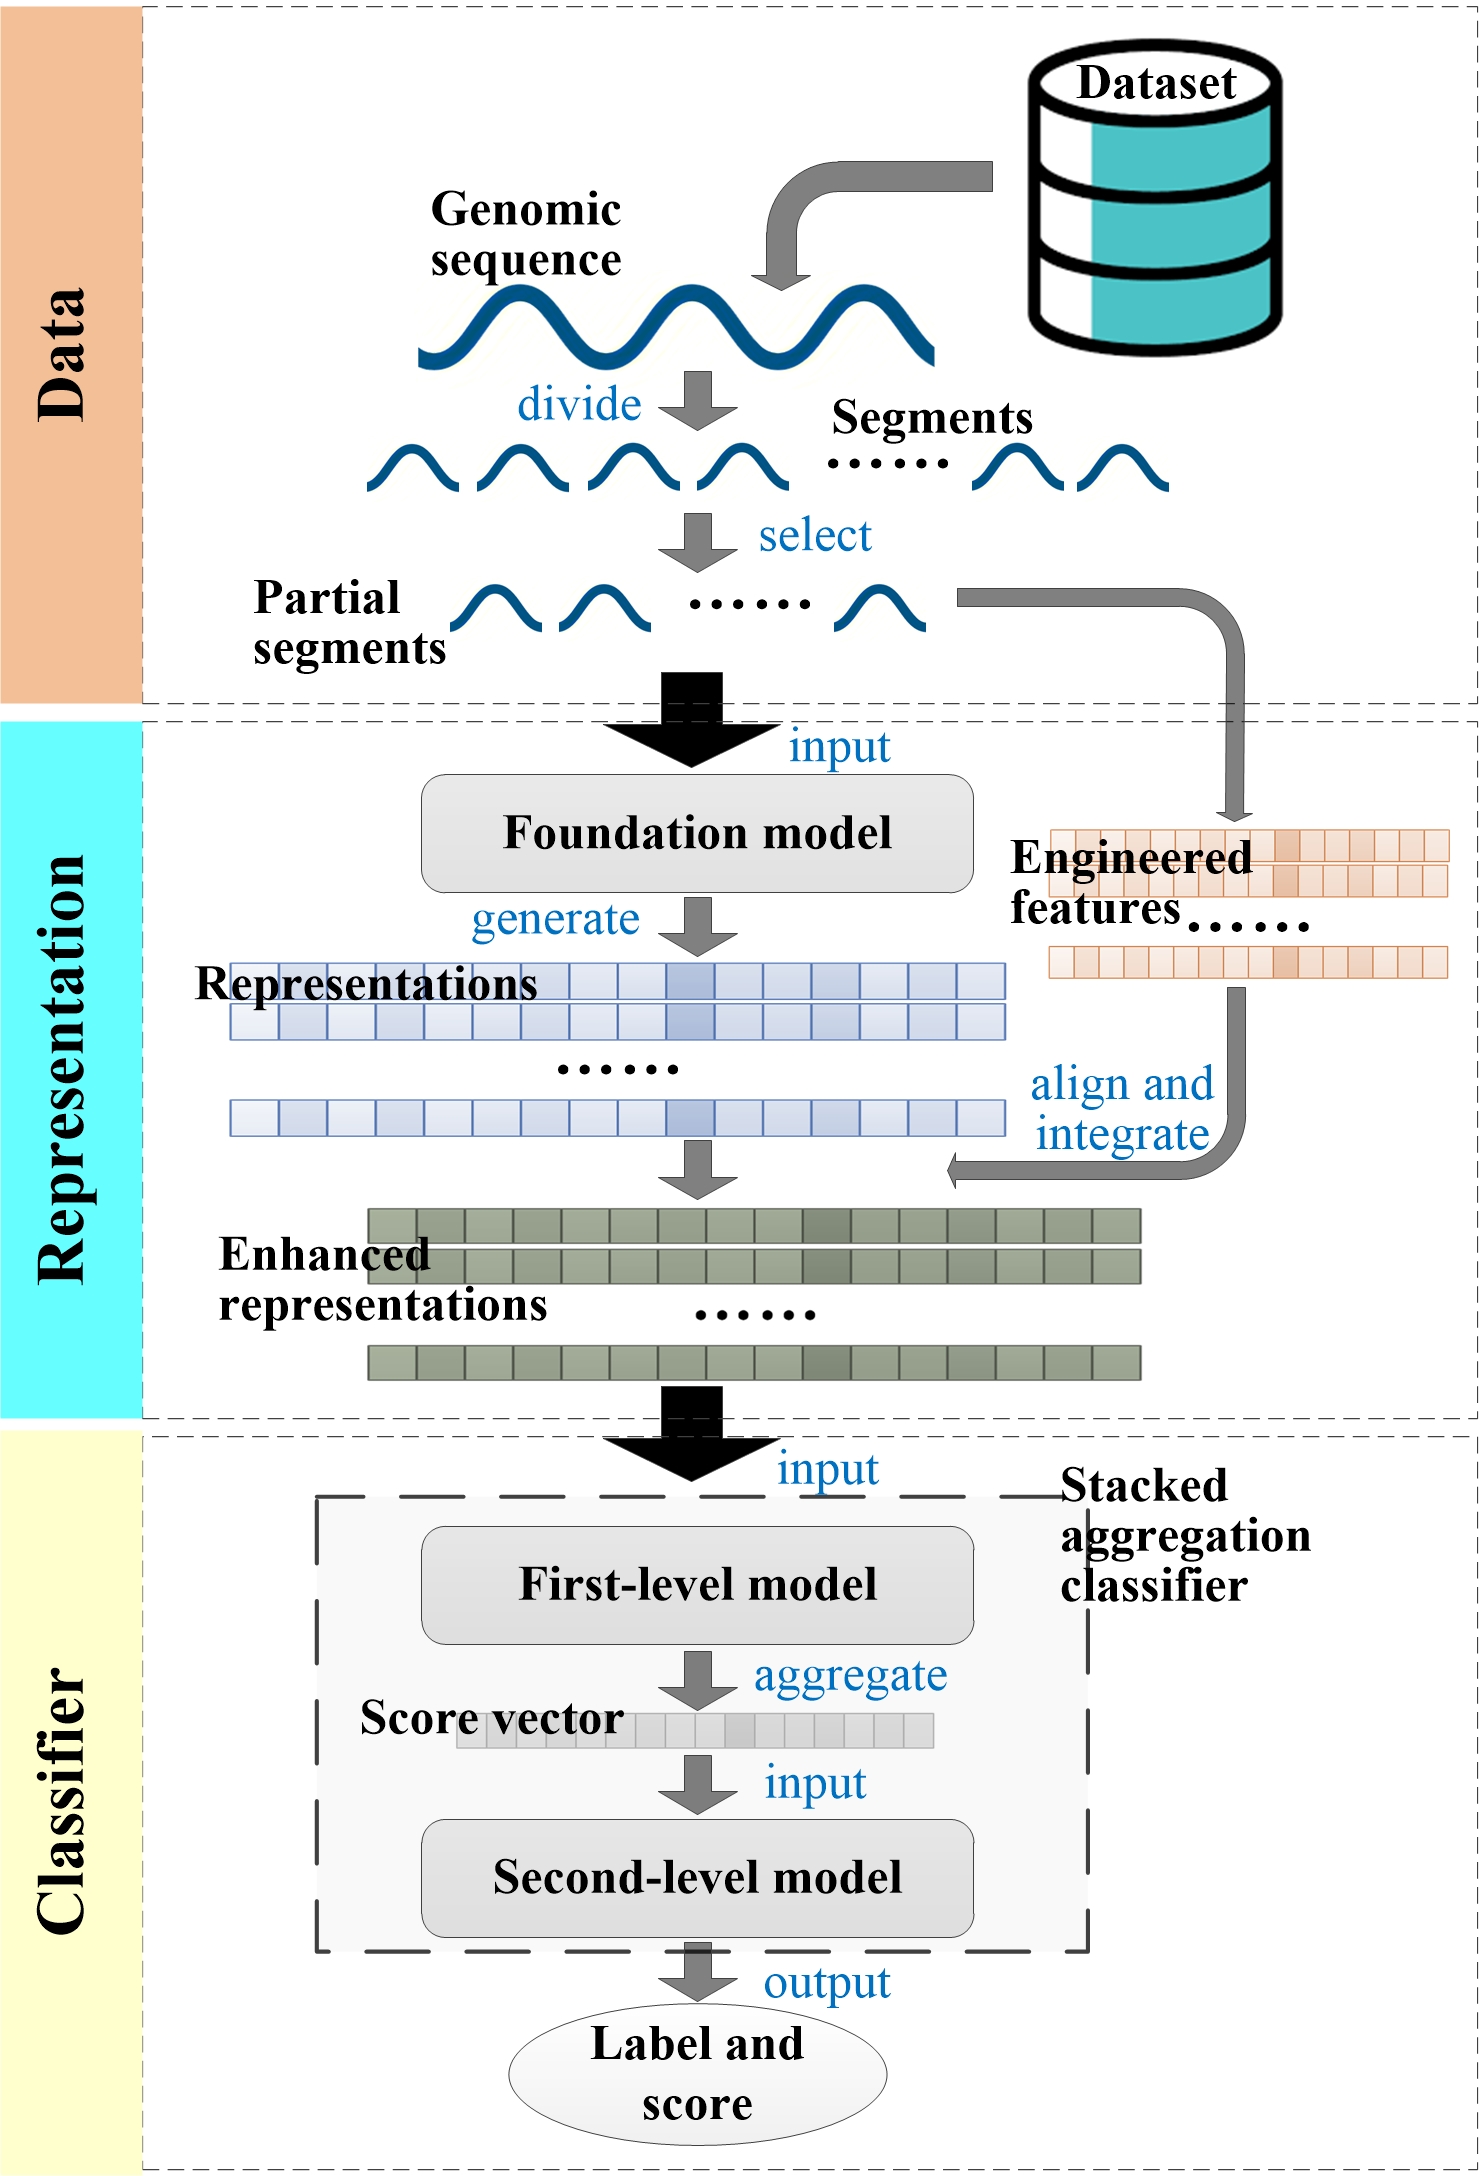 Data
Dataset
Genomic
sequence
divide
Segments
......
select
Partial
segments
......
Representation
input
Foundation model
Engineered
features......
generate
Representations
......
align and
integrate
Enhanced
representations
......
Classifier
input
Stacked
aggregation
classifier
First-level model
aggregate
Score vector
input
Second-level model
output
Label and
score